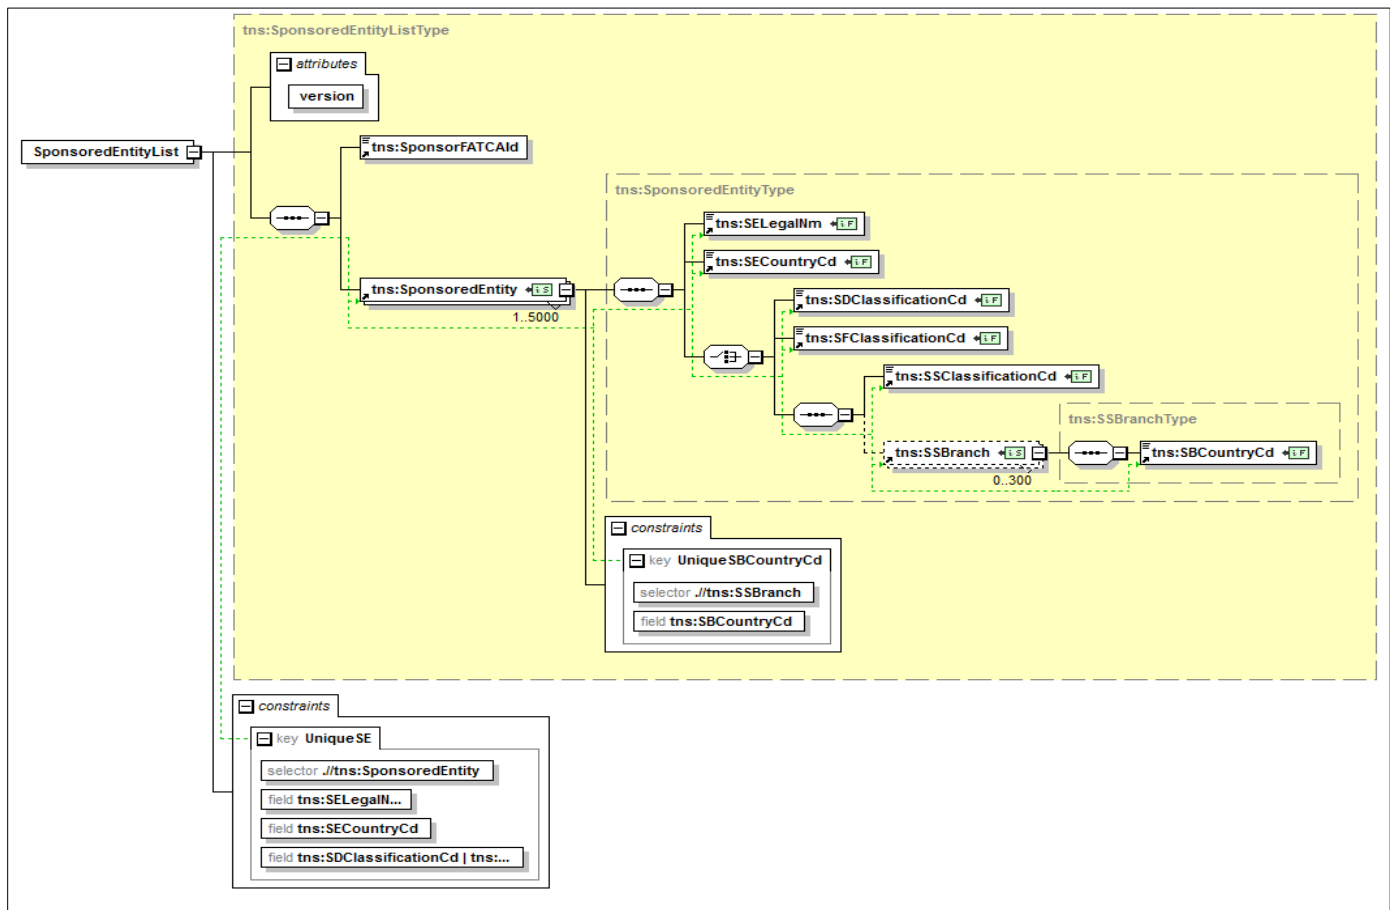 tns:SponsoredEntityListType
attributes
version
SponsoredEntityList
tns:SponsorFATCAId
tns:SponsoredEntityType
tns:SELegalNm
tns:SECountryCd
tns:SponsoredEntity
1..5000
tns:SDClassificationCd
tns:SFClassificationCd
tns:SSClassificationCd
tns:SSBranchType
tns:SSBranch
0..300
tns:SBCountryCd
constraints
key UniqueSBCountryCd
selector .//tns:SSBranch
field tns:SBCountryCd
constraints
key UniqueSE
selector .//tns:SponsoredEntity
field tns:SELegalN...
field tns:SECountryCd
field tns:SDClassificationCd | tns:...